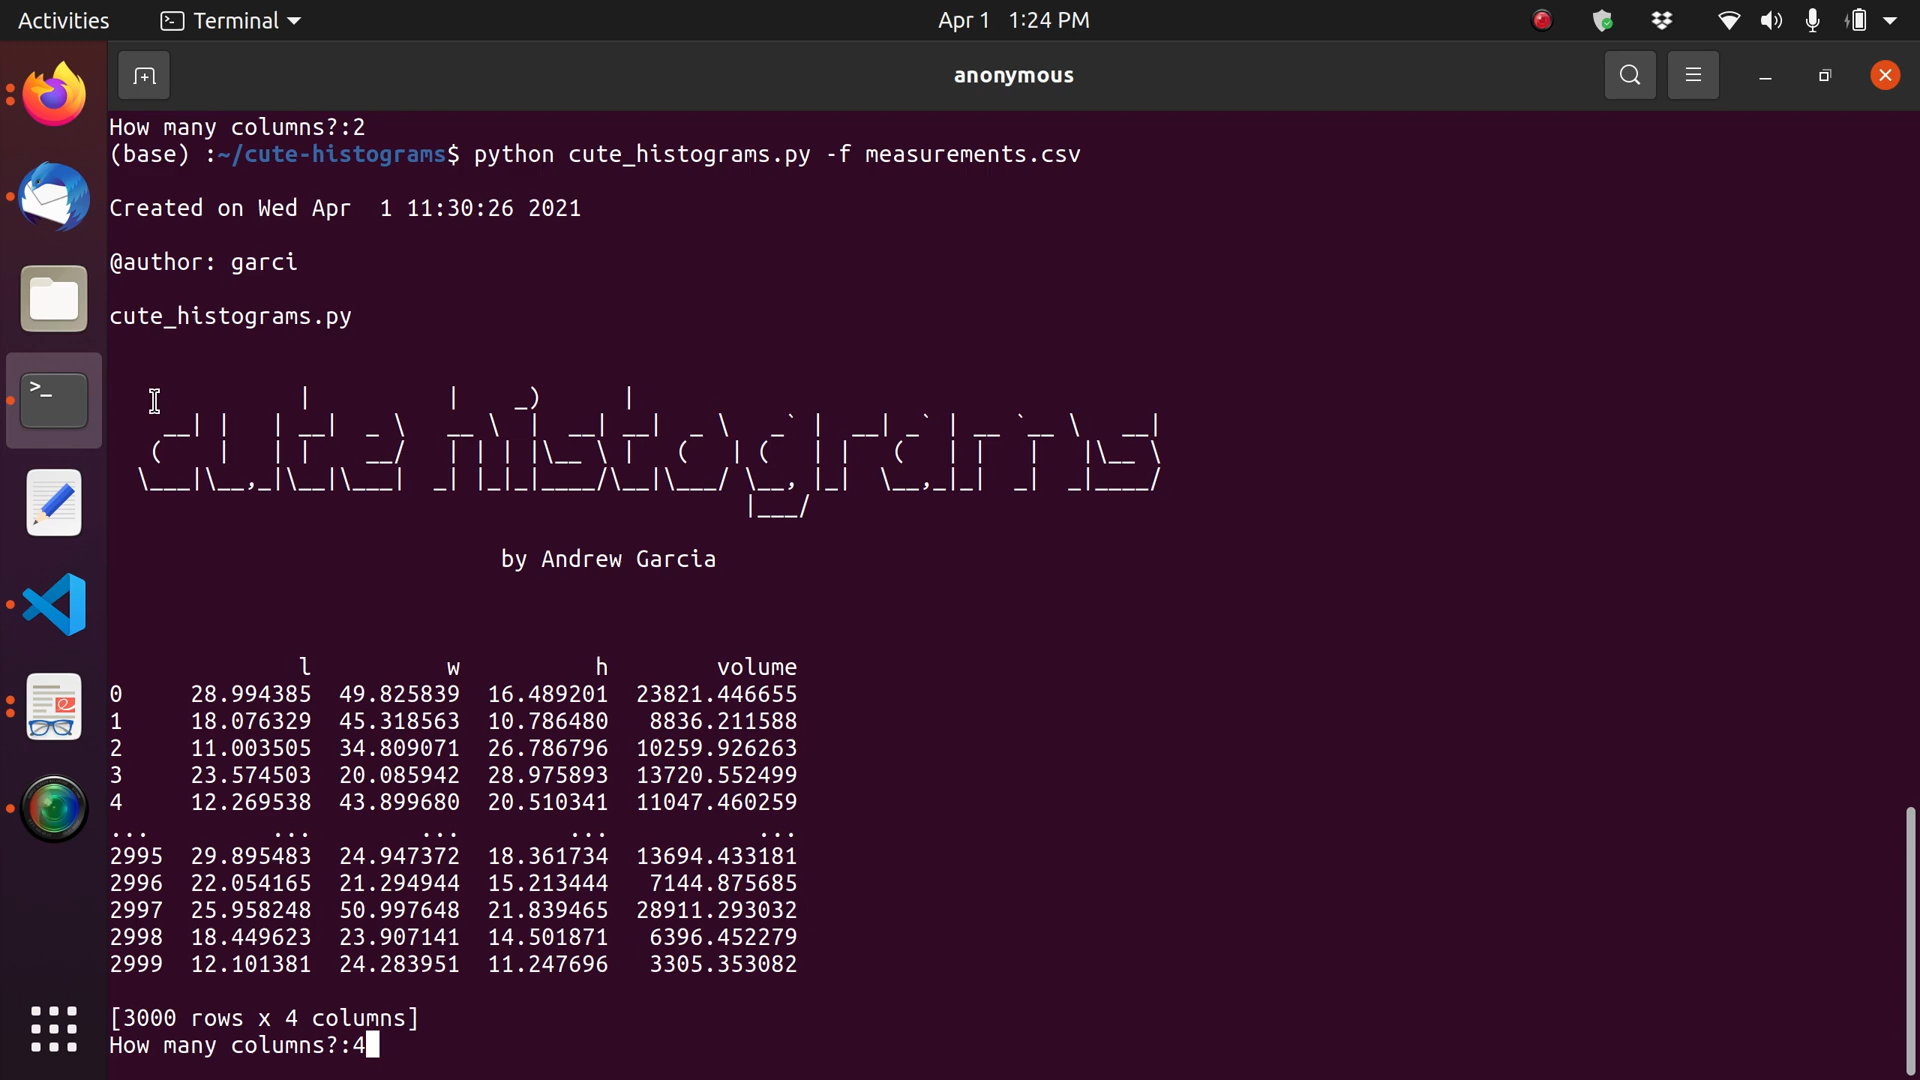 Activities
Terminal
Apr 1 1:24 PM
anonymous
How many columns?:2
(base) :~/cute-histograms$ python cute_histograms.py -f measurements.csv
Created on Wed Apr  1 11:30:26 2021
@author: garci
cute_histograms.py
cute histograms
by Andrew Garcia
l w h volume
0 28.994385 49.825839 16.489201 23821.446655
1 18.076329 45.318563 10.786480 8836.211588
2 11.003505 34.809071 26.786796 10259.926263
3 23.574503 20.085942 28.975893 13720.552499
4 12.269538 43.899680 20.510341 11047.460259
... ... ... ... ...
2995 29.895483 24.947372 18.361734 13694.433181
2996 22.054165 21.294944 15.213444 7144.875685
2997 25.958248 50.997648 21.839465 28911.293032
2998 18.449623 23.907141 14.501871 6396.452279
2999 12.101381 24.283951 11.247696 3305.353082
[3000 rows x 4 columns]
How many columns?:4